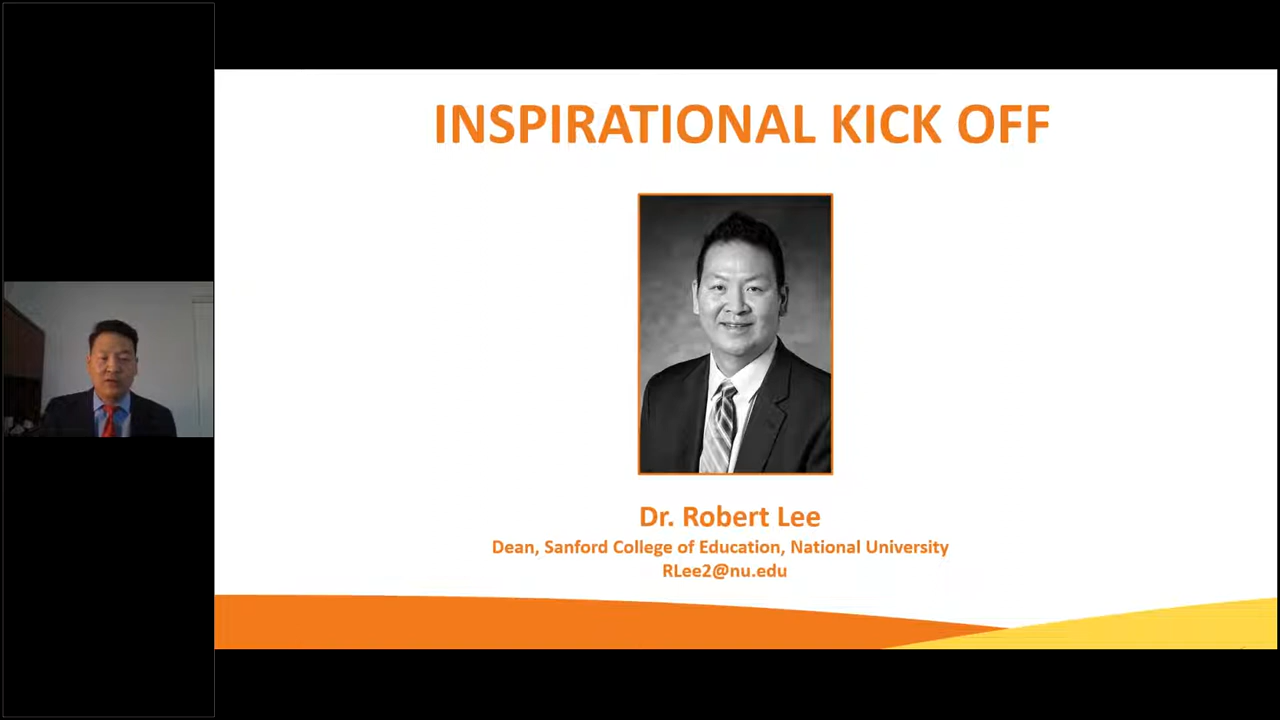 INSPIRATIONAL KICK OFF
Dr. Robert Lee
Dean, Sanford College of Education, National University
RLee2@nu.edu